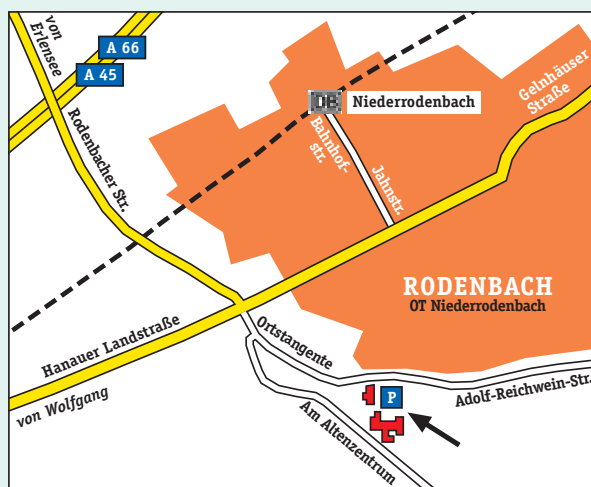 von
Erlensee
A 66
A 45
Rodenbacher Str.
DB
Niederrodenbach
Bahnhof-
str.
Jahnstr.
Gelnhäuser
Straße
RODENBACH
OT Niederrodenbach
Hanauer Landstraße
von Wolfgang
Ortstangente
Adolf-Reichwein-Str.
P
Am Altenzentrum